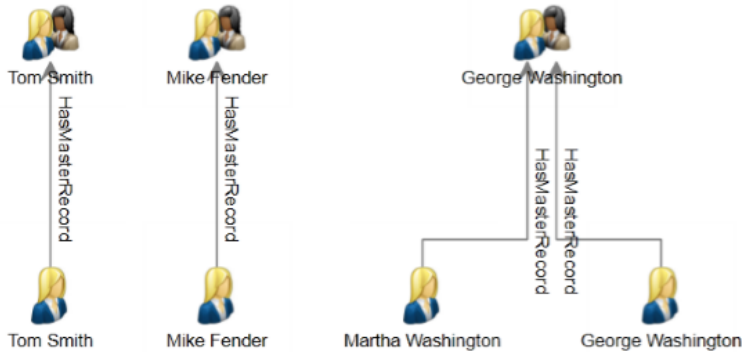 Tom Smith
Mike Fender
George Washington
HasMasterRecord
HasMasterRecord
HasMasterRecord
HasMasterRecord
Tom Smith
Mike Fender
Martha Washington
George Washington